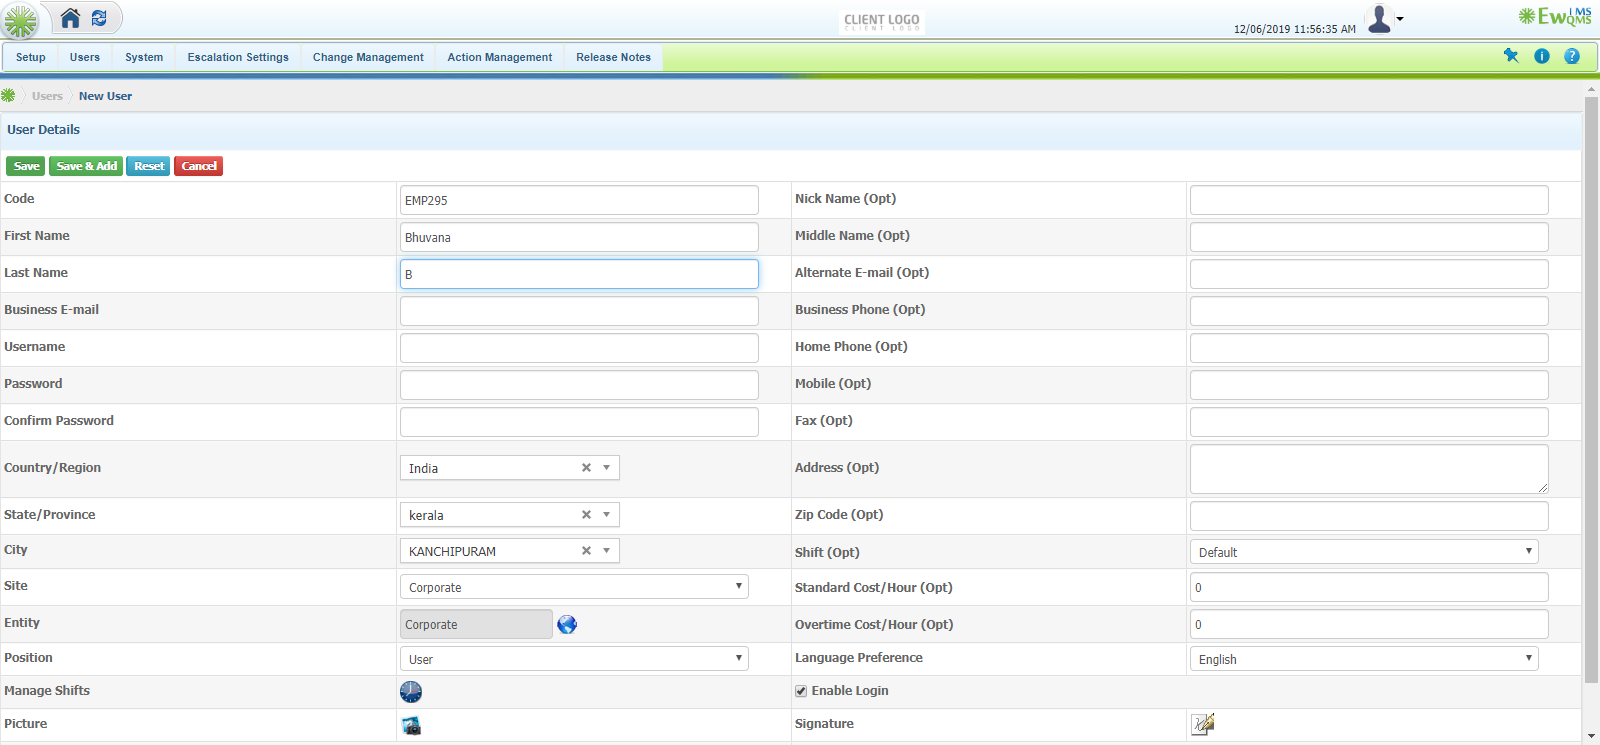 CLIENT LOGO
12/06/2019 11:56:35 AM
EwQMS IMS
Setup Users System Escalation Settings Change Management Action Management Release Notes
Users New User
User Details
Save Save & Add Reset Cancel
Code EMP295 Nick Name (Opt)
First Name Bhuvana Middle Name (Opt)
Last Name B Alternate E-mail (Opt)
Business E-mail Business Phone (Opt)
Username Home Phone (Opt)
Password Mobile (Opt)
Confirm Password Fax (Opt)
Country/Region India Address (Opt)
State/Province kerala Zip Code (Opt)
City KANCHIPURAM Shift (Opt) Default
Site Corporate Standard Cost/Hour (Opt) 0
Entity Corporate Overtime Cost/Hour (Opt) 0
Position User Language Preference English
Manage Shifts Enable Login
Picture Signature